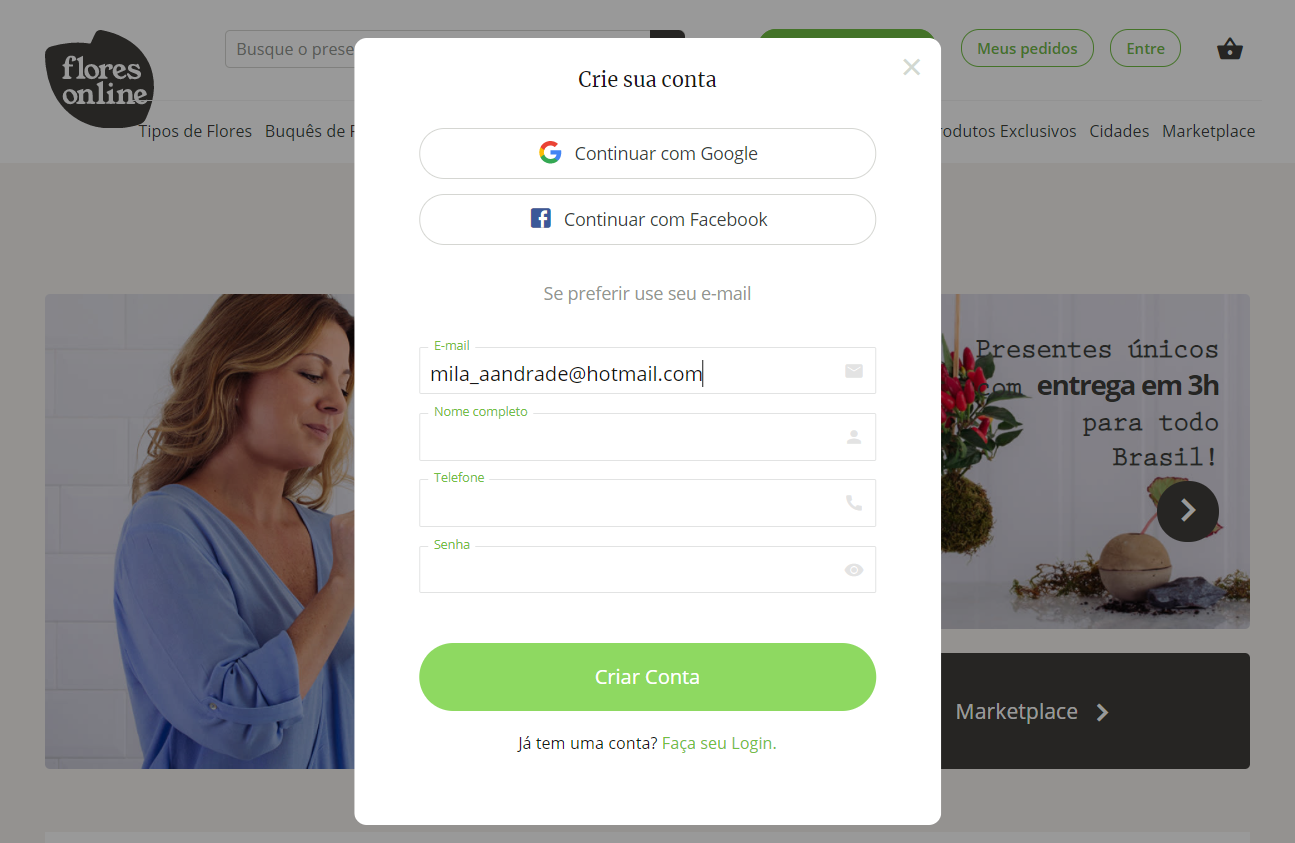 flores
online
Busque o prese
Meus pedidos
Entre
Tipos de Flores
Buquês de F
rodutos Exclusivos
Cidades
Marketplace
Crie sua conta
Continuar com Google
Continuar com Facebook
Se preferir use seu e-mail
E-mail
mila_aandrade@hotmail.com
Nome completo
Telefone
Senha
Criar Conta
Já tem uma conta? Faça seu Login.
Presentes únicos
com entrega em 3h
para todo
Brasil!
Marketplace